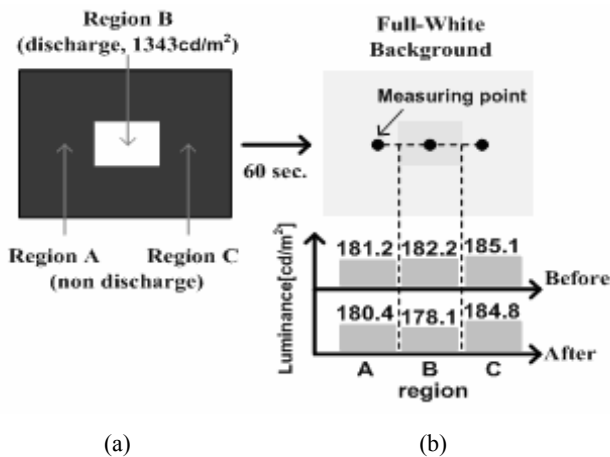 Region B
(discharge, 1343cd/m²)
60 sec.
Region A
Region C
(non discharge)
Full-White
Background
Measuring point
Luminance[cd/m²]
181.2 182.2 185.1
Before
180.4 178.1 184.8
After
A B C
region
(a)
(b)